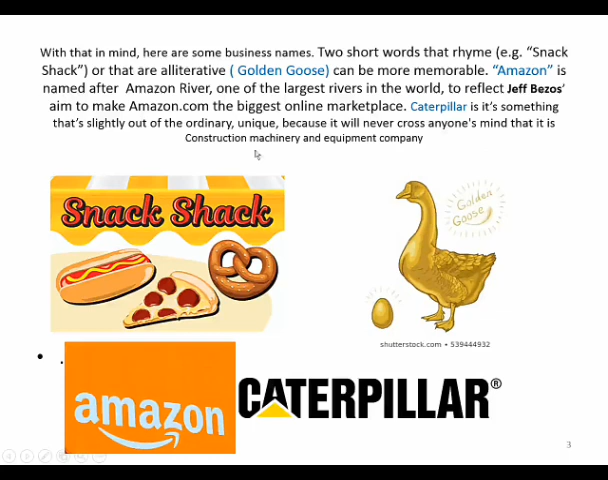 With that in mind, here are some business names. Two short words that rhyme (e.g. “Snack
Shack”) or that are alliterative ( Golden Goose) can be more memorable. “Amazon” is
named after  Amazon River, one of the largest rivers in the world, to reflect Jeff Bezos’
aim to make Amazon.com the biggest online marketplace. Caterpillar is it’s something
that’s slightly out of the ordinary, unique, because it will never cross anyone's mind that it is
Construction machinery and equipment company
Snack Shack
Golden
Goose
shutterstock.com • 539444932
• .
amazon
CATERPILLAR®
3